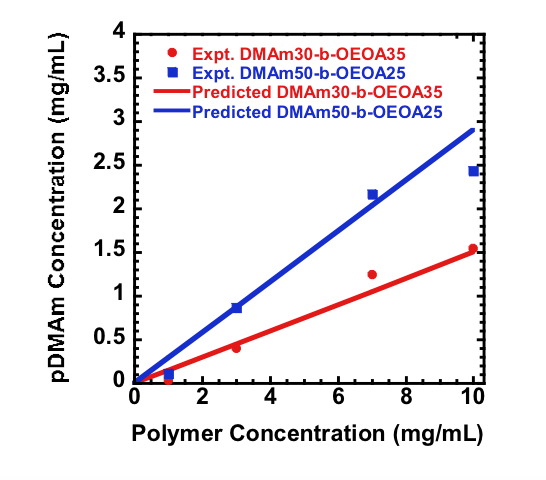 4
3.5
3
2.5
2
1.5
1
0.5
0
pDMAm Concentration (mg/mL)
Expt. DMAm30-b-OEOA35
Expt. DMAm50-b-OEOA25
Predicted DMAm30-b-OEOA35
Predicted DMAm50-b-OEOA25
0 2 4 6 8 10
Polymer Concentration (mg/mL)